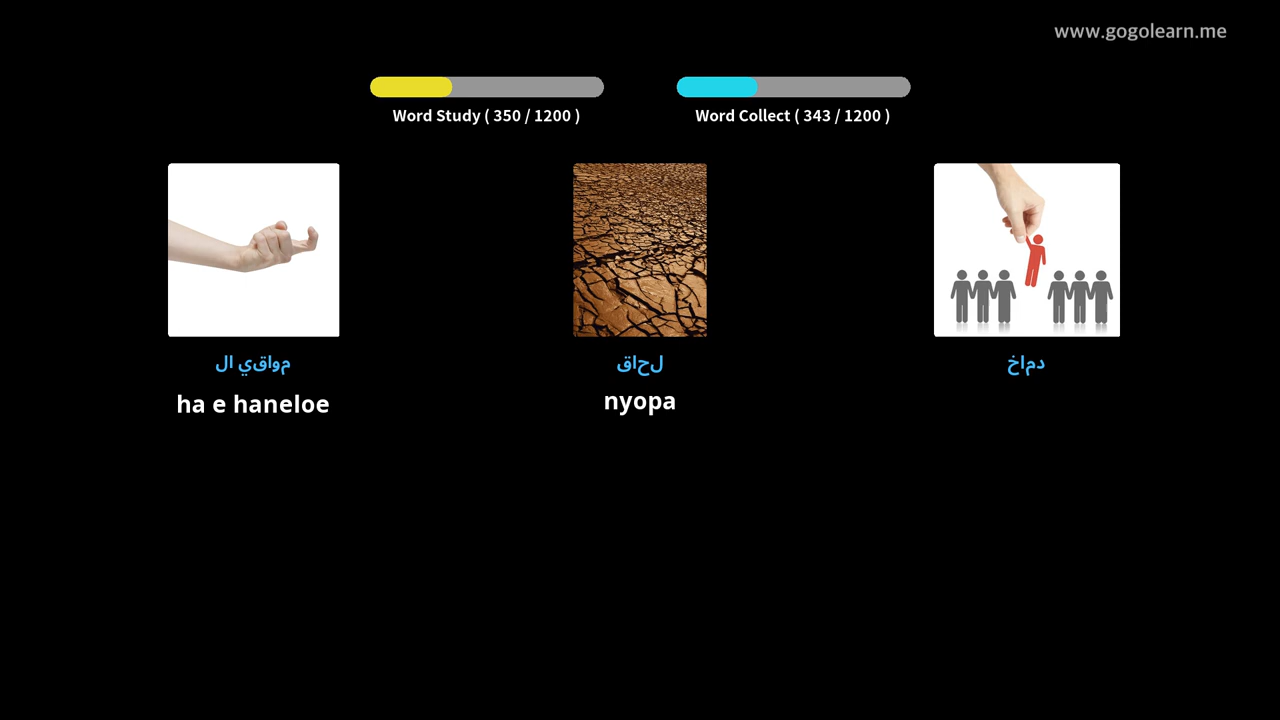 www.gogolearn.me
Word Study ( 350 / 1200 )
Word Collect ( 343 / 1200 )
مواقي ال
لحاق
دماخ
ha e haneloe
nyopa